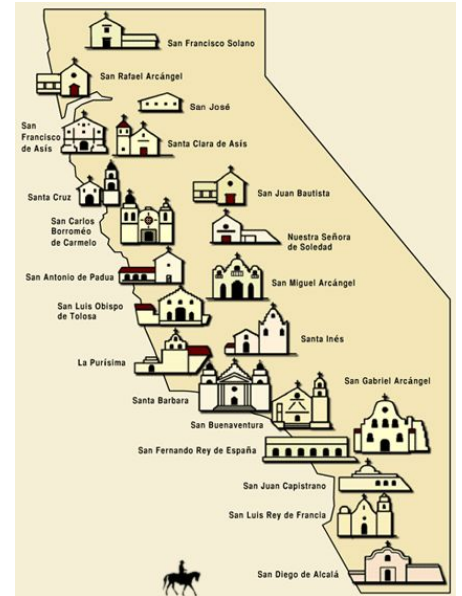 San Francisco Solano
San Rafael Arcángel
San José
San
Francisco
de Asís
Santa Clara de Asís
Santa Cruz
San Juan Bautista
San Carlos
Borroméo
de Carmelo
Nuestra Señora
de Soledad
San Antonio de Padua
San Miguel Arcángel
San Luis Obispo
de Tolosa
Santa Inés
La Purísima
San Gabriel Arcángel
Santa Barbara
San Buenaventura
San Fernando Rey de España
San Juan Capistrano
San Luis Rey de Francia
San Diego de Alcalá